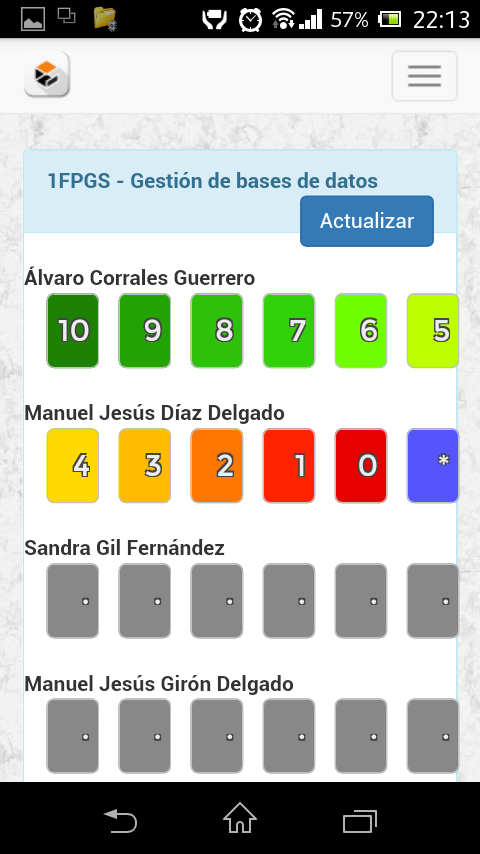 57% 22:13
1FPGS - Gestión de bases de datos
Actualizar
Álvaro Corrales Guerrero
10 9 8 7 6 5
Manuel Jesús Díaz Delgado
4 3 2 1 0 *
Sandra Gil Fernández
Manuel Jesús Girón Delgado